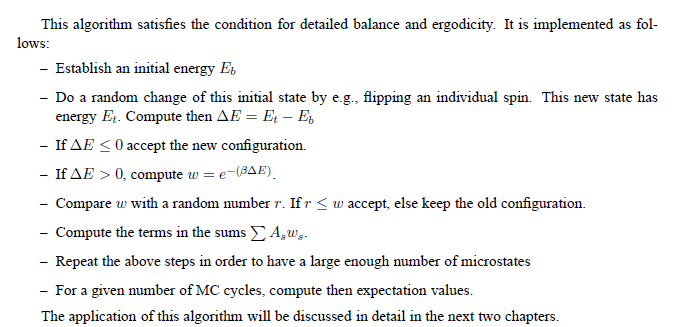 This algorithm satisfies the condition for detailed balance and ergodicity. It is implemented as fol-
lows:
– Establish an initial energy E_b
– Do a random change of this initial state by e.g., flipping an individual spin. This new state has
energy E_t. Compute then ΔE = E_t − E_b
– If ΔE ≤ 0 accept the new configuration.
– If ΔE > 0, compute w = e^{−(βΔE)}.
– Compare w with a random number r. If r ≤ w accept, else keep the old configuration.
– Compute the terms in the sums ∑ A_s w_s.
– Repeat the above steps in order to have a large enough number of microstates
– For a given number of MC cycles, compute then expectation values.
The application of this algorithm will be discussed in detail in the next two chapters.